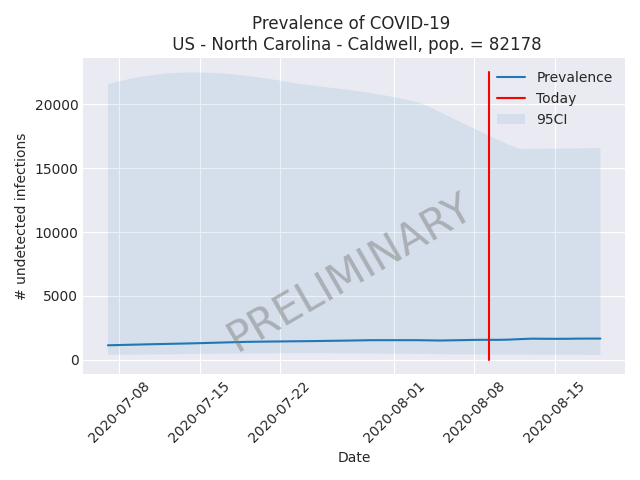 Prevalence of COVID-19
US - North Carolina - Caldwell, pop. = 82178
Prevalence
Today
95CI
# undetected infections
20000
15000
10000
5000
0
PRELIMINARY
2020-07-08
2020-07-15
2020-07-22
2020-08-01
2020-08-08
2020-08-15
Date